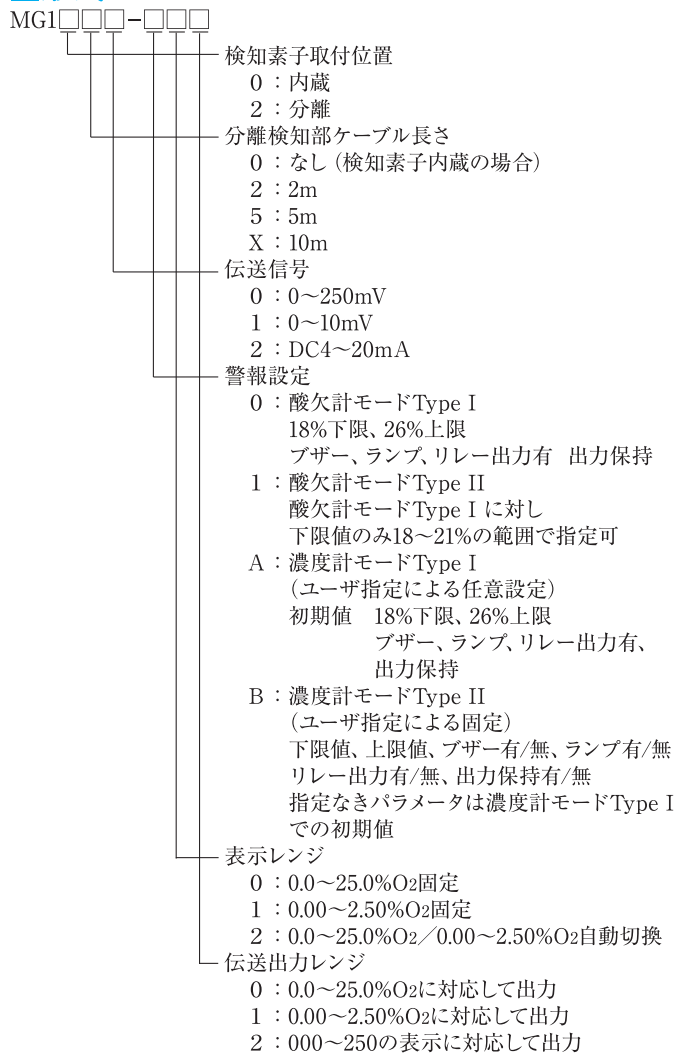 MG1□□□-□□□
検知素子取付位置
0：内蔵
2：分離
分離検知部ケーブル長さ
0：なし（検知素子内蔵の場合）
2：2m
5：5m
X：10m
伝送信号
0：0〜250mV
1：0〜10mV
2：DC4〜20mA
警報設定
0：酸欠計モードType I
18%下限、26%上限
ブザー、ランプ、リレー出力有 出力保持
1：酸欠計モードType II
酸欠計モードType I に対し
下限値のみ18〜21%の範囲で指定可
A：濃度計モードType I
（ユーザ指定による任意設定）
初期値 18%下限、26%上限
ブザー、ランプ、リレー出力有、
出力保持
B：濃度計モードType II
（ユーザ指定による固定）
下限値、上限値、ブザー有/無、ランプ有/無
リレー出力有/無、出力保持有/無
指定なきパラメータは濃度計モードType I
での初期値
表示レンジ
0：0.0〜25.0%O2固定
1：0.00〜2.50%O2固定
2：0.0〜25.0%O2／0.00〜2.50%O2自動切換
伝送出力レンジ
0：0.0〜25.0%O2に対応して出力
1：0.00〜2.50%O2に対応して出力
2：000〜250の表示に対応して出力